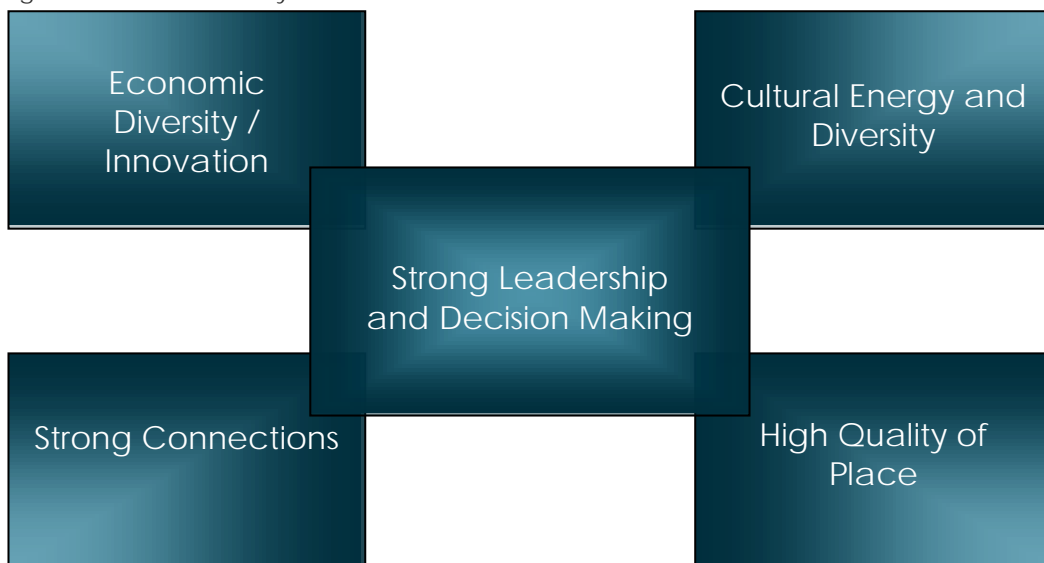 Economic
Diversity /
Innovation
Cultural Energy and
Diversity
Strong Leadership
and Decision Making
Strong Connections
High Quality of
Place